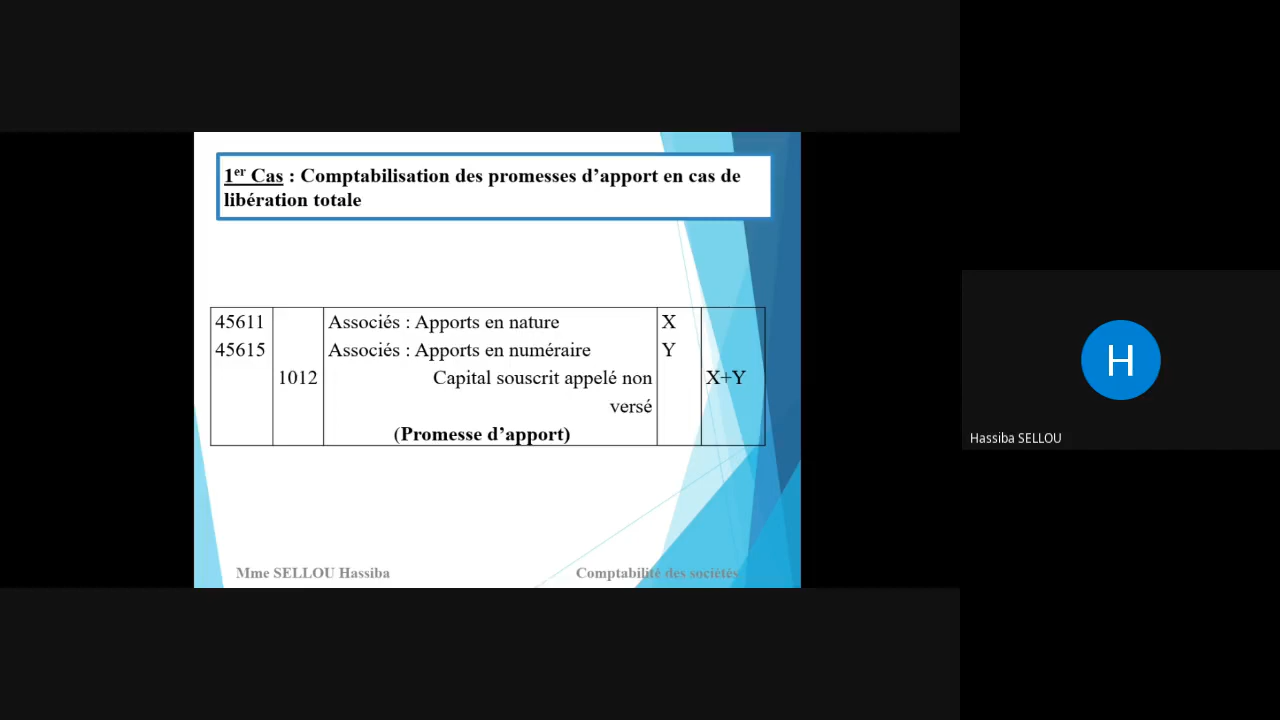 1er Cas : Comptabilisation des promesses d’apport en cas de
libération totale
45611 Associés : Apports en nature X
45615 Associés : Apports en numéraire Y
1012 Capital souscrit appelé non X+Y
versé
(Promesse d’apport)
Mme SELLOU Hassiba Comptabilité des sociétés
H
Hassiba SELLOU